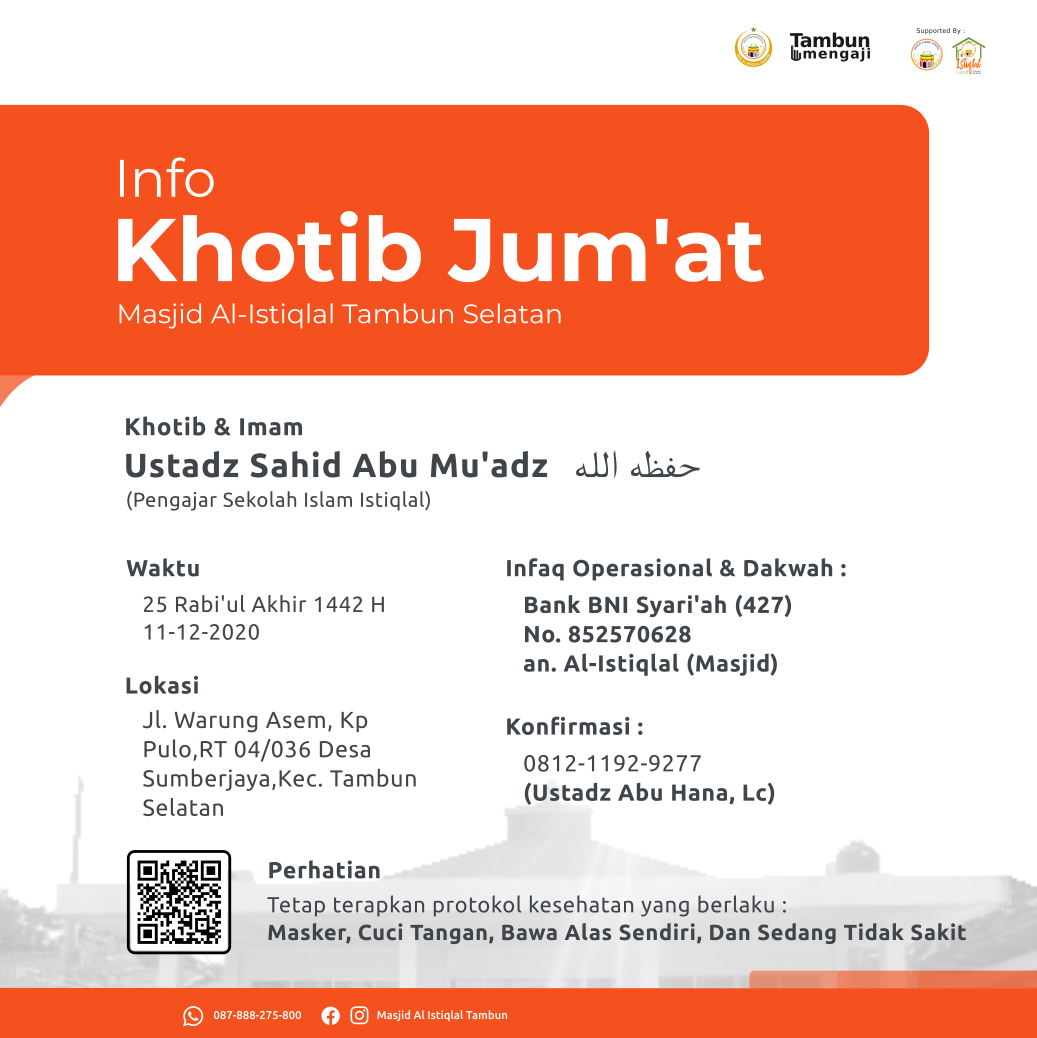 Tambun
mengaji
Supported By :
Istiqlal
Info
Khotib Jum'at
Masjid Al-Istiqlal Tambun Selatan
Khotib & Imam
Ustadz Sahid Abu Mu'adz حفظه الله
(Pengajar Sekolah Islam Istiqlal)
Waktu
25 Rabi'ul Akhir 1442 H
11-12-2020
Lokasi
Jl. Warung Asem, Kp
Pulo,RT 04/036 Desa
Sumberjaya,Kec. Tambun
Selatan
Infaq Operasional & Dakwah :
Bank BNI Syari'ah (427)
No. 852570628
an. Al-Istiqlal (Masjid)
Konfirmasi :
0812-1192-9277
(Ustadz Abu Hana, Lc)
Perhatian
Tetap terapkan protokol kesehatan yang berlaku :
Masker, Cuci Tangan, Bawa Alas Sendiri, Dan Sedang Tidak Sakit
087-888-275-800 Masjid Al Istiqlal Tambun